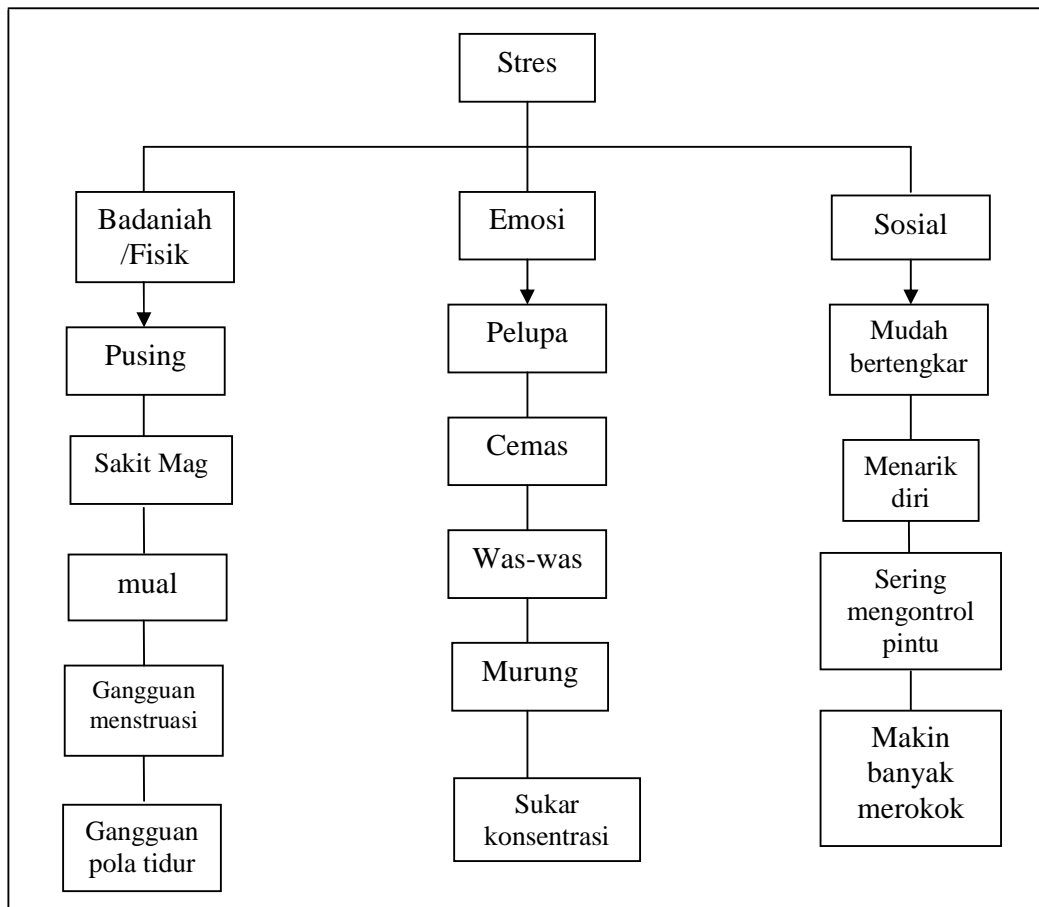 Stres
Badaniah
/Fisik
Pusing
Sakit Mag
mual
Gangguan
menstruasi
Gangguan
pola tidur
Emosi
Pelupa
Cemas
Was-was
Murung
Sukar
konsentrasi
Sosial
Mudah
bertengkar
Menarik
diri
Sering
mengontrol
pintu
Makin
banyak
merokok